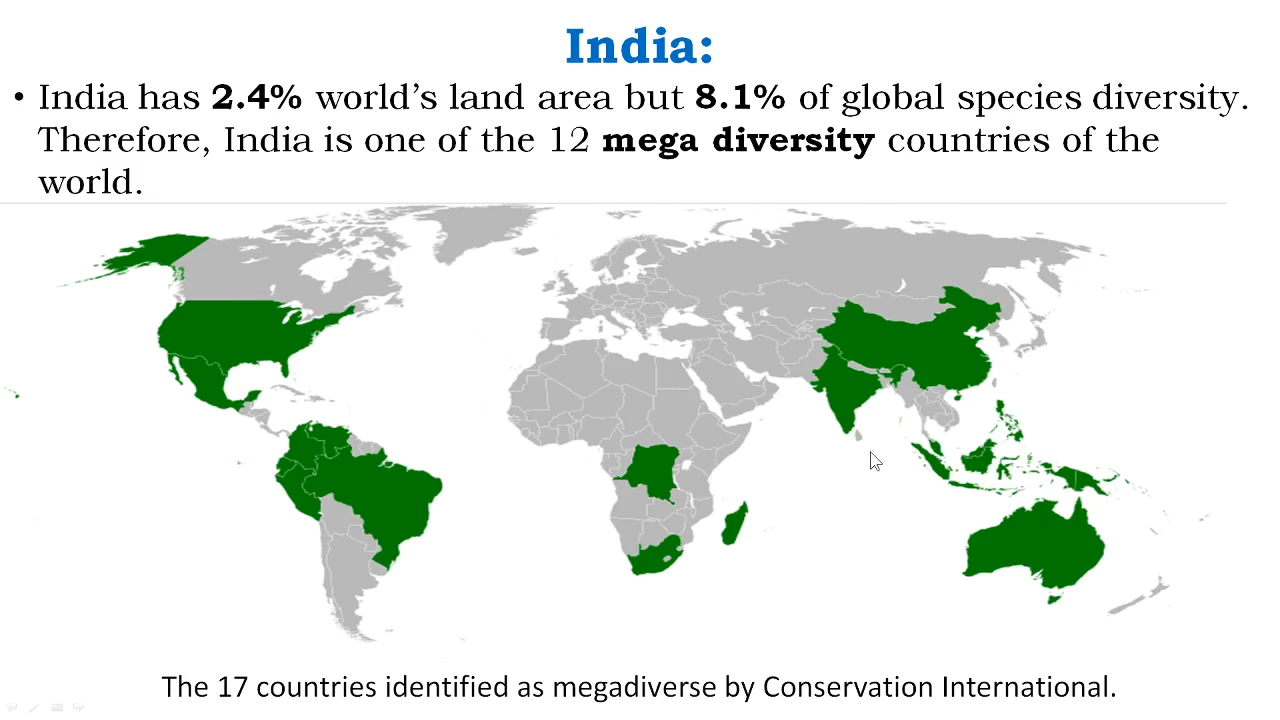 India:
• India has 2.4% world's land area but 8.1% of global species diversity.
Therefore, India is one of the 12 mega diversity countries of the
world.
The 17 countries identified as megadiverse by Conservation International.